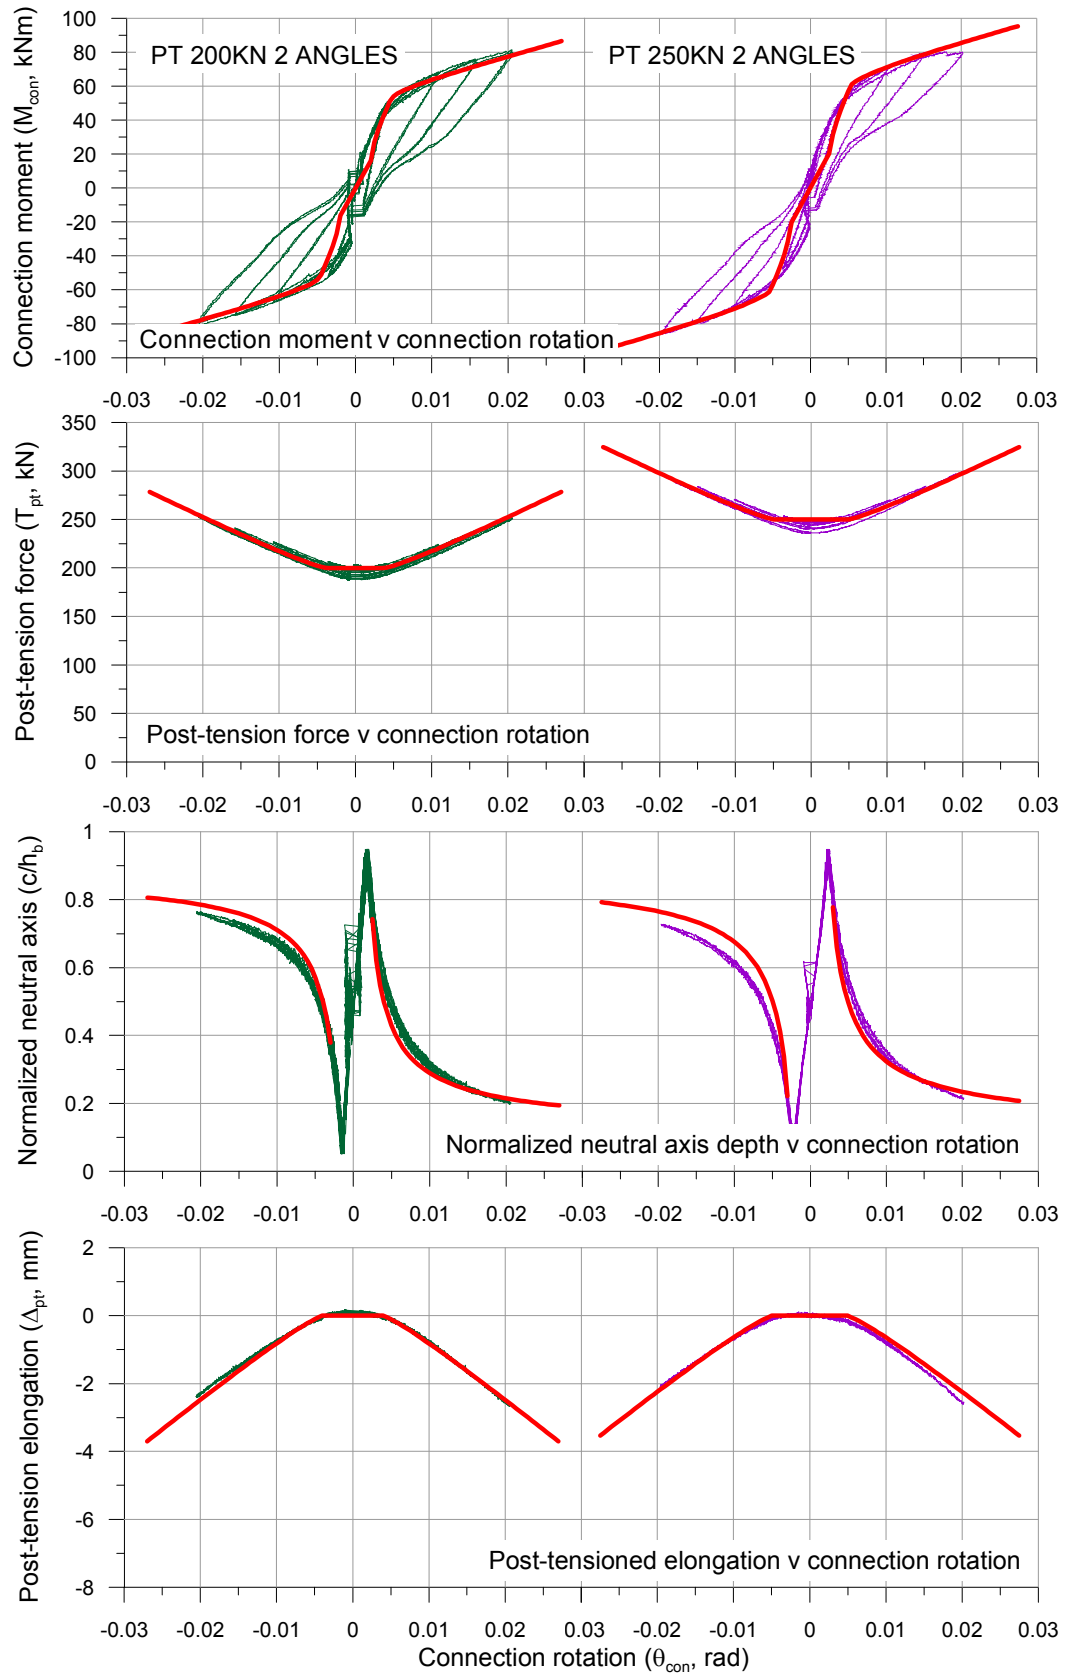 Connection moment (Mcon, kNm)
100
80
60
40
20
0
-20
-40
-60
-80
-100
PT 200KN 2 ANGLES
PT 250KN 2 ANGLES
Connection moment v connection rotation
-0.03 -0.02 -0.01 0 0.01 0.02 0.03 -0.02 -0.01 0 0.01 0.02 0.03
Post-tension force (Tpt, kN)
350
300
250
200
150
100
50
0
Post-tension force v connection rotation
-0.03 -0.02 -0.01 0 0.01 0.02 0.03 -0.02 -0.01 0 0.01 0.02 0.03
Normalized neutral axis (c/hb)
1
0.8
0.6
0.4
0.2
0
Normalized neutral axis depth v connection rotation
-0.03 -0.02 -0.01 0 0.01 0.02 -0.03 -0.02 -0.01 0 0.01 0.02 0.03
Post-tension elongation (Δpt, mm)
2
0
-2
-4
-6
-8
Post-tensioned elongation v connection rotation
-0.03 -0.02 -0.01 0 0.01 0.02 -0.03 -0.02 -0.01 0 0.01 0.02 0.03
Connection rotation (θcon, rad)